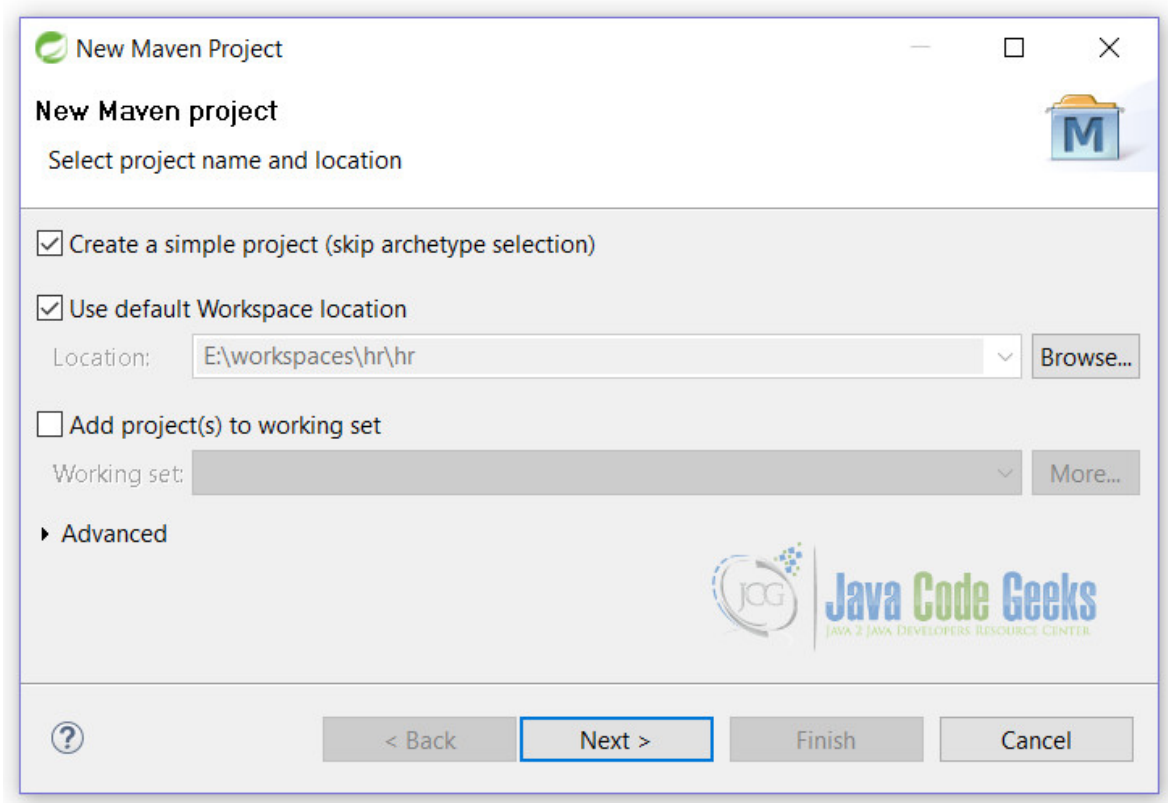 New Maven Project
New Maven project
M
Select project name and location
Create a simple project (skip archetype selection)
Use default Workspace location
Location: E:\workspaces\hr\hr Browse...
Add project(s) to working set
Working set: More...
Advanced
JCG Java Code Geeks
JAVA 2 JAVA DEVELOPERS RESOURCE CENTER
? < Back Next > Finish Cancel